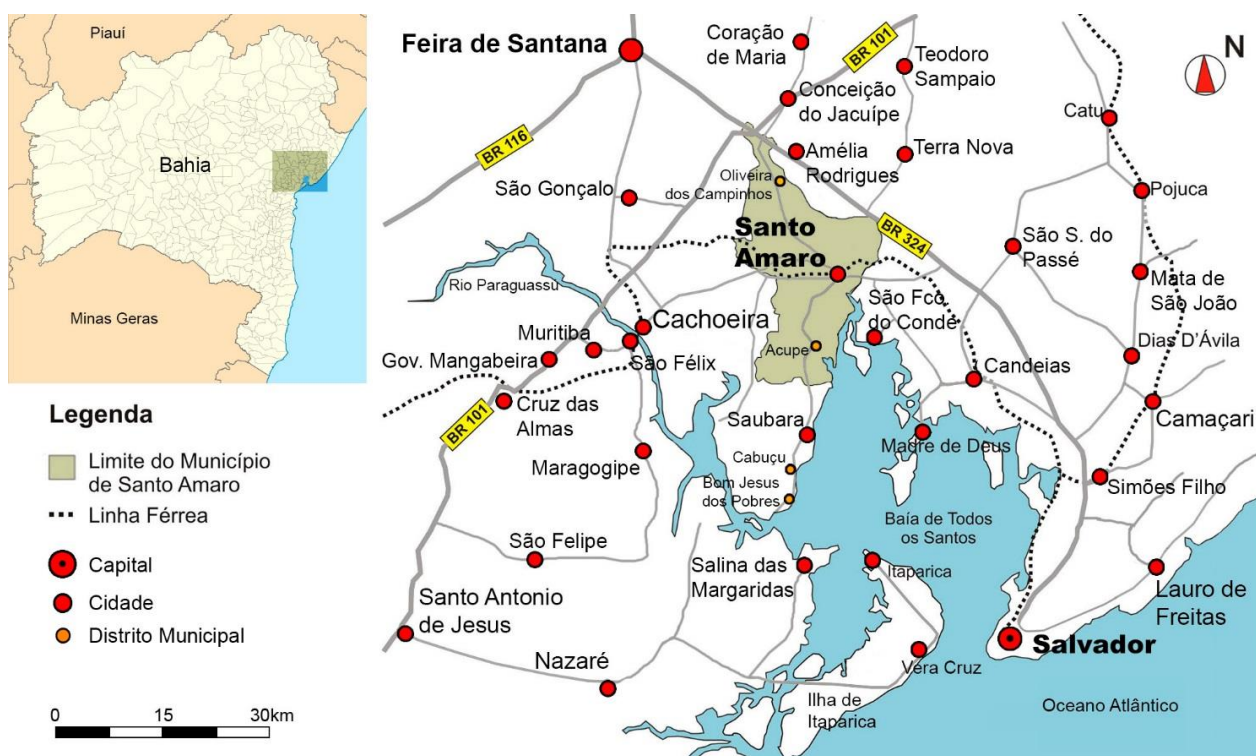 Piauí
Bahia
Minas Gerais
Legenda
Limite do Município
de Santo Amaro
Linha Férrea
Capital
Cidade
Distrito Municipal
0 15 30km
N
Feira de Santana
Coração
de Maria
BR 101
Teodoro
Sampaio
Conceição
do Jacuípe
Catu
BR 116
Amélia
Rodrigues
Terra Nova
Oliveira
dos Campinhos
São Gonçalo
Pojuca
Santo
Amaro
BR 324
São S. do
Passé
Mata de
São João
Rio Paraguassú
São Fco
do Conde
Cachoeira
Muritiba
Gov. Mangabeira
São Félix
Acupe
Dias D'Ávila
Candeias
Cruz das
Almas
BR 101
Camaçari
Saubara
Madre de Deus
Maragogipe
Cabuçu
Bom Jesus
dos Pobres
Simões Filho
Baía de Todos
os Santos
São Felipe
Salina das
Margaridas
Itaparica
Lauro de
Freitas
Santo Antonio
de Jesus
Salvador
Nazaré
Vera Cruz
Ilha de
Itaparica
Oceano Atlântico